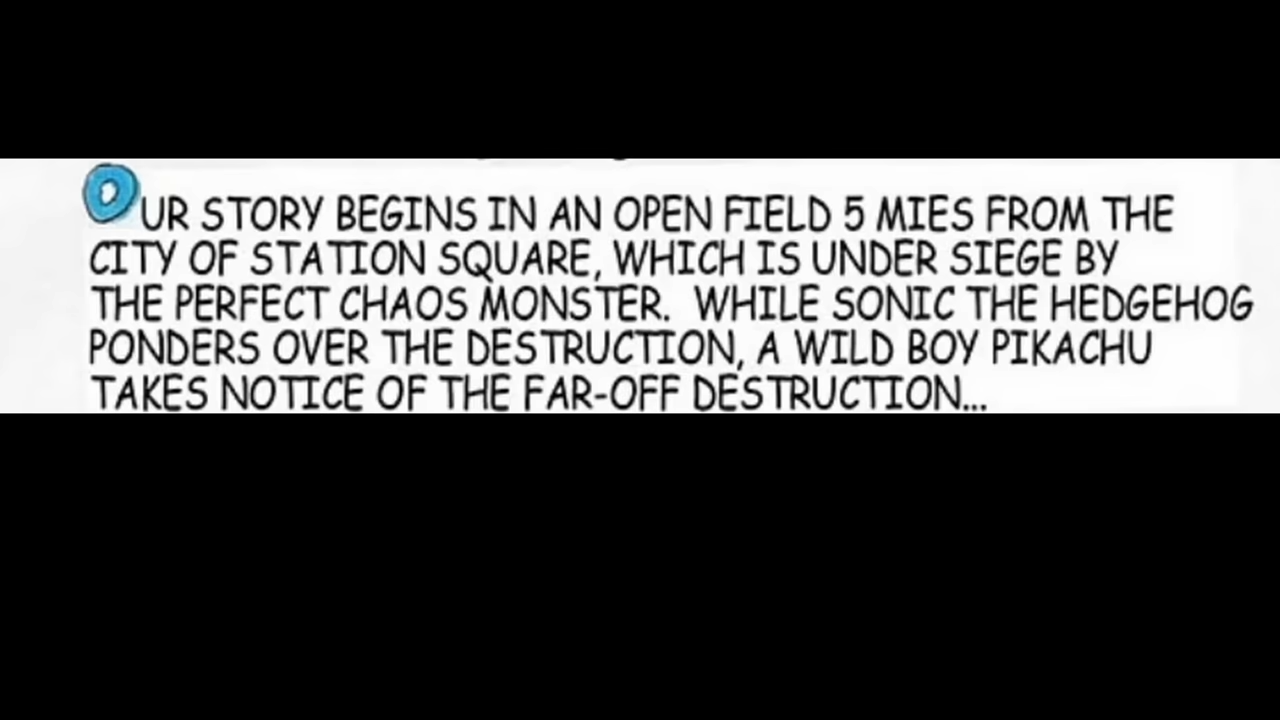 OUR STORY BEGINS IN AN OPEN FIELD 5 MIES FROM THE
CITY OF STATION SQUARE, WHICH IS UNDER SIEGE BY
THE PERFECT CHAOS MONSTER. WHILE SONIC THE HEDGEHOG
PONDERS OVER THE DESTRUCTION, A WILD BOY PIKACHU
TAKES NOTICE OF THE FAR-OFF DESTRUCTION...